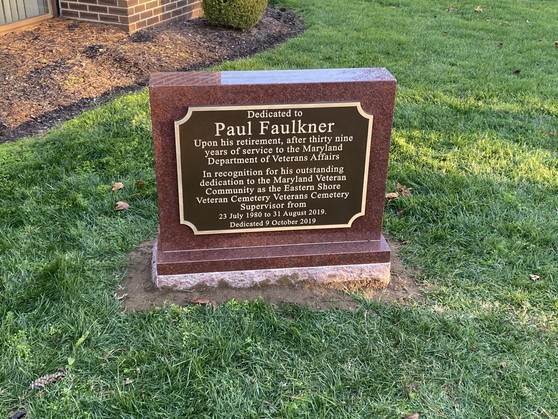 Dedicated to
Paul Faulkner
Upon his retirement, after thirty nine
years of service to the Maryland
Department of Veterans Affairs
In recognition for his outstanding
dedication to the Maryland Veteran
Community as the Eastern Shore
Veteran Cemetery Veterans Cemetery
Supervisor from
23 July 1980 to 31 August 2019.
Dedicated 9 October 2019